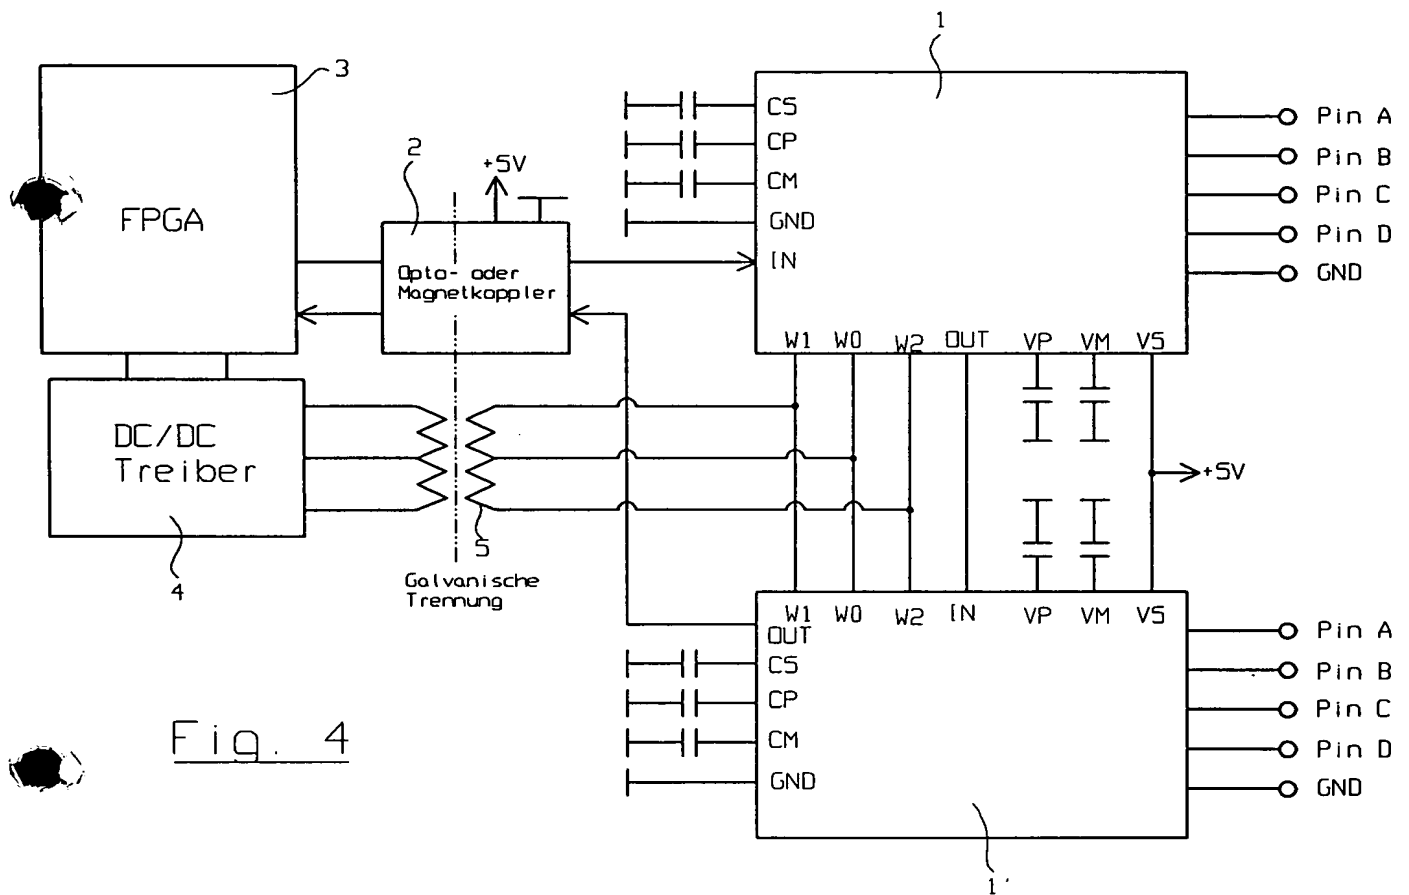 1
3
CS
Pin A
2
+5V
CP
Pin B
CM
Pin C
FPGA
GND
Pin D
Opto- oder
Magnetkoppler
IN
GND
W1 W0 W2 OUT VP VM VS
DC/DC
Treiber
+5V
5
4
Galvanische
Trennung
W1 W0 W2 IN VP VM VS
OUT
Pin A
CS
Pin B
CP
Pin C
CM
Pin D
GND
GND
Fig. 4
1'